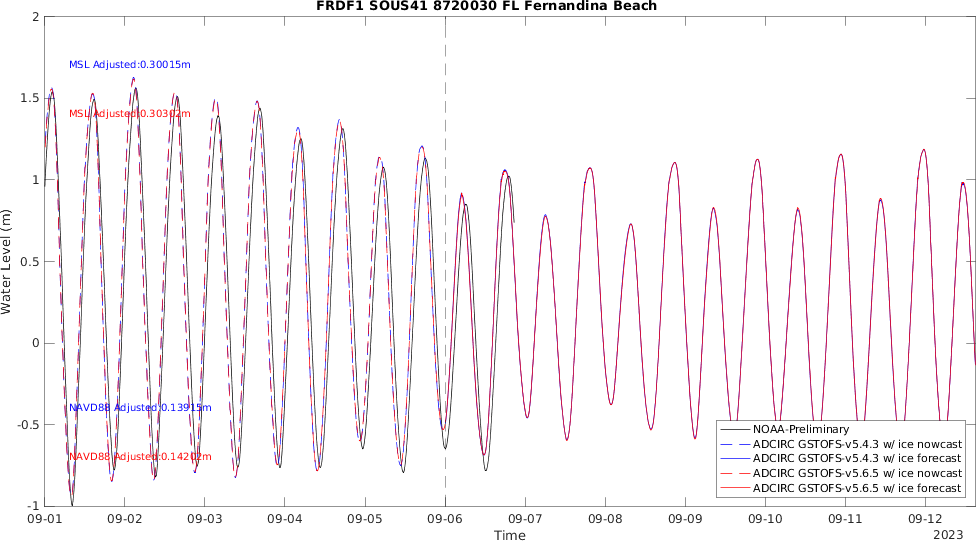 FRDF1 SOUS41 8720030 FL Fernandina Beach
2
1.5
1
0.5
0
-0.5
-1
Water Level (m)
MSL Adjusted:0.30015m
MSL Adjusted:0.30302m
NAVD88 Adjusted:0.13915m
NAVD88 Adjusted:0.14202m
NOAA-Preliminary
ADCIRC GSTOFS-v5.4.3 w/ ice nowcast
ADCIRC GSTOFS-v5.4.3 w/ ice forecast
ADCIRC GSTOFS-v5.6.5 w/ ice nowcast
ADCIRC GSTOFS-v5.6.5 w/ ice forecast
09-01 09-02 09-03 09-04 09-05 09-06 09-07 09-08 09-09 09-10 09-11 09-12
Time
2023